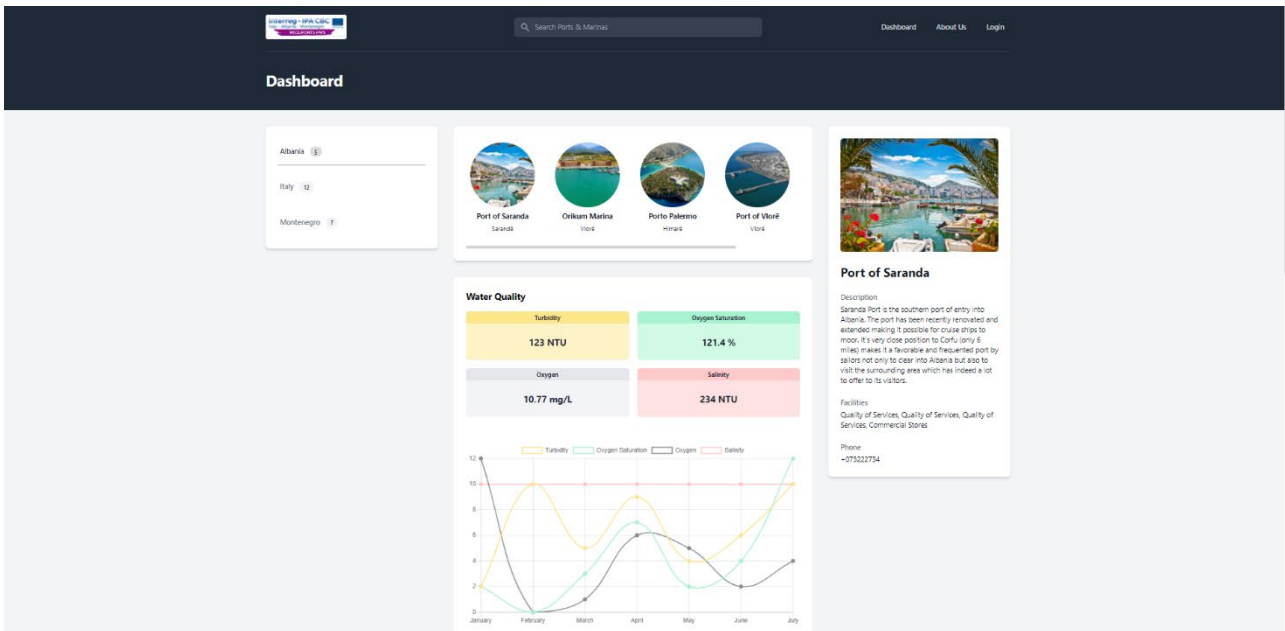 Interreg - IPA CBC
Search Ports & Marinas
Dashboard
About Us
Login
Dashboard
Albania 5
Italy 12
Montenegro 7
Port of Saranda
Sarandë
Orikum Marina
Vlorë
Porto Palermo
Himarë
Port of Vlorë
Vlorë
Water Quality
Turbidity
123 NTU
Oxygen Saturation
121.4 %
Oxygen
10.77 mg/L
Salinity
234 NTU
Turbidity
Oxygen Saturation
Oxygen
Salinity
12
10
8
6
4
2
0
January
February
March
April
May
June
July
Port of Saranda
Description
Saranda Port is the southern port of entry into
Albania. The port has been recently renovated and
extended making it possible for cruise ships to
moor. It's very close position to Corfu (only 6
miles) makes it a favorable and frequented port by
sailors not only to clear into Albania but also to
visit the surrounding area which has indeed a lot
to offer to its visitors.
Facilities
Quality of Services, Quality of Services, Quality of
Services, Commercial Stores
Phone
+073222734